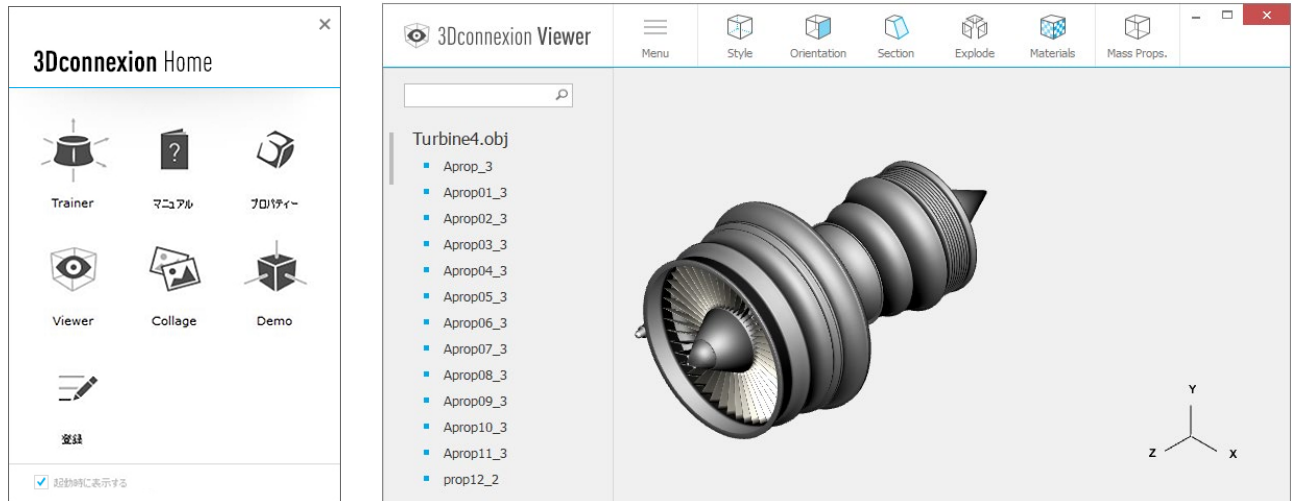 3Dconnexion Home
Trainer
マニュアル
プロパティー
Viewer
Collage
Demo
登録
起動時に表示する
3Dconnexion Viewer
Menu
Style
Orientation
Section
Explode
Materials
Mass Props.
Turbine4.obj
Aprop_3
Aprop01_3
Aprop02_3
Aprop03_3
Aprop04_3
Aprop05_3
Aprop06_3
Aprop07_3
Aprop08_3
Aprop09_3
Aprop10_3
Aprop11_3
prop12_2
Y
Z
X